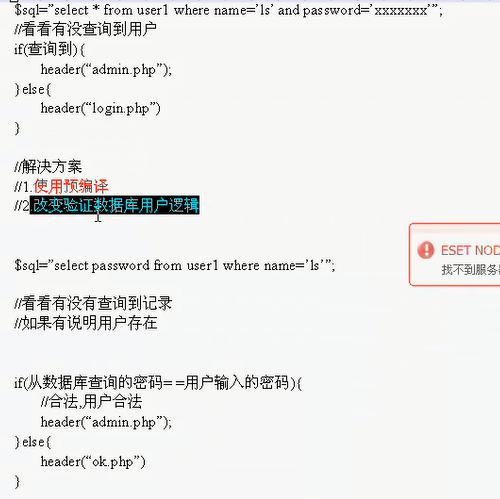 $sql="select * from user1 where name='ls' and password='xxxxxxx'";
//看看有没查询到用户
if(查询到){
header("admin.php");
}else{
header("login.php")
}
//解决方案
//1.使用预编译
//2 改变验证数据库用户逻辑
$sql="select password from user1 where name='ls'";
//看看有没有查询到记录
//如果有说明用户存在
if(从数据库查询的密码==用户输入的密码){
//合法,用户合法
header("admin.php");
}else{
header("ok.php")
}
ESET NOD
找不到服务